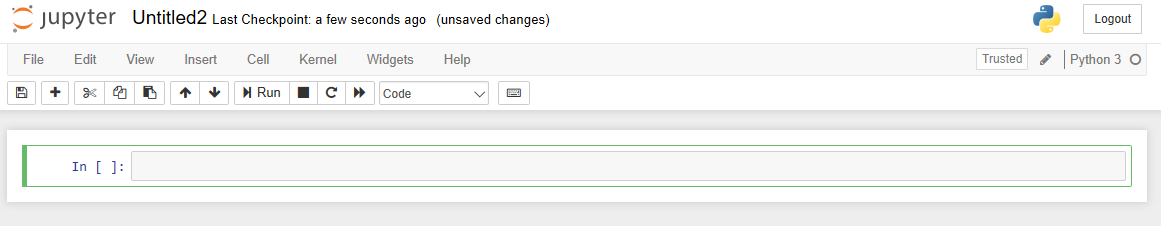 jupyter Untitled2 Last Checkpoint: a few seconds ago (unsaved changes) Logout
File Edit View Insert Cell Kernel Widgets Help Trusted Python 3
Run Code
In [ ]: